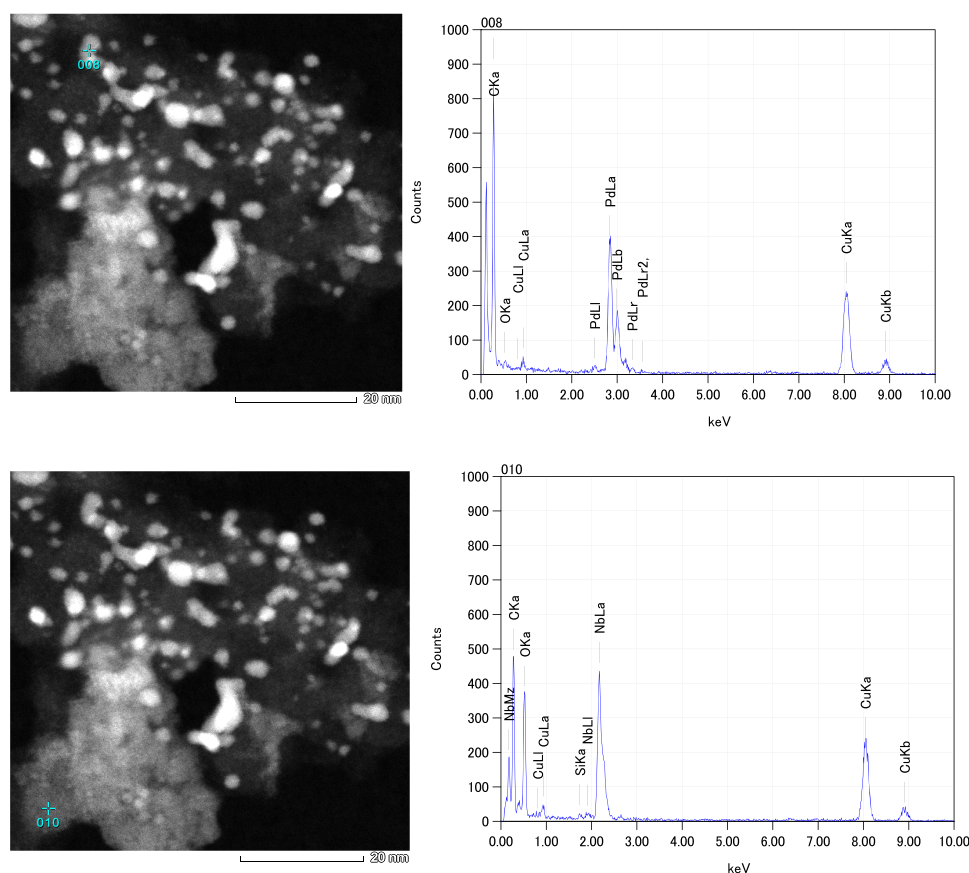 008
20 nm
008
1000
900
800
700
600
500
400
300
200
100
0
Counts
CKa
OKa
CuLl
CuLa
PdLl
PdLa
PdLb
PdLr
PdLr2,
CuKa
CuKb
0.00 1.00 2.00 3.00 4.00 5.00 6.00 7.00 8.00 9.00 10.00
keV
010
20 nm
010
1000
900
800
700
600
500
400
300
200
100
0
Counts
NbMz
CKa
OKa
CuLl
CuLa
SiKa
NbLl
NbLa
CuKa
CuKb
0.00 1.00 2.00 3.00 4.00 5.00 6.00 7.00 8.00 9.00 10.00
keV